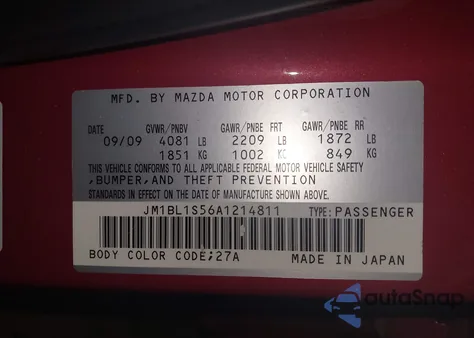 MFD. BY MAZDA MOTOR CORPORATION
DATE GVWR/PNBV GAWR/PNBE FRT GAWR/PNBE RR
09/09 4081 LB 2209 LB 1872 LB
1851 KG 1002 KG 849 KG
THIS VEHICLE CONFORMS TO ALL APPLICABLE FEDERAL MOTOR VEHICLE SAFETY
,BUMPER,AND THEFT PREVENTION
STANDARDS IN EFFECT ON THE DATE OF MANUFACTURE SHOWN ABOVE.
JM1BL1S56A1214811 TYPE:PASSENGER
BODY COLOR CODE;27A MADE IN JAPAN
autoSnap